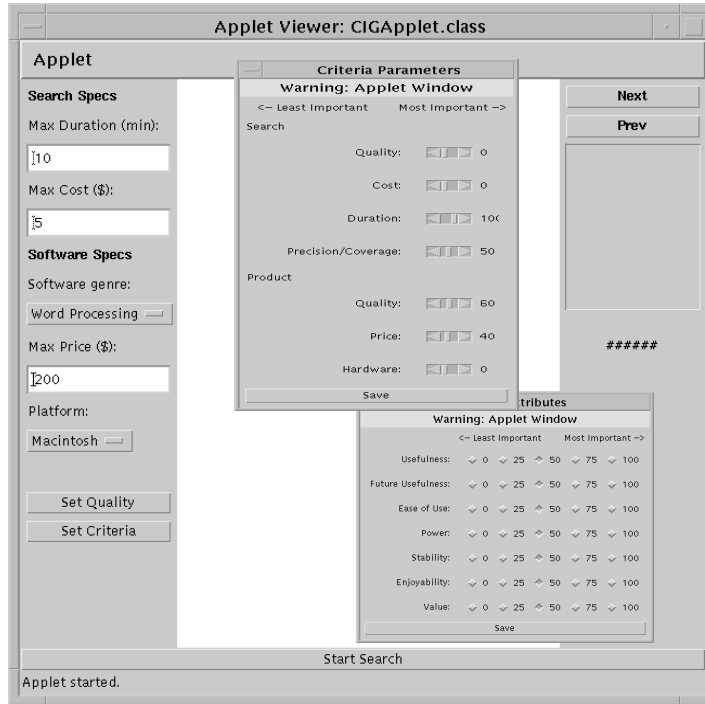 Applet Viewer: CIGApplet.class
Applet
Search Specs
Max Duration (min):
10
Max Cost ($):
5
Software Specs
Software genre:
Word Processing
Max Price ($):
200
Platform:
Macintosh
Set Quality
Set Criteria
Criteria Parameters
Warning: Applet Window
<- Least Important Most Important ->
Search
Quality: 0
Cost: 0
Duration: 100
Precision/Coverage: 50
Product
Quality: 60
Price: 40
Hardware: 0
Save
Next
Prev
######
ttributes
Warning: Applet Window
<- Least Important Most Important ->
Usefulness: 0 25 50 75 100
Future Usefulness: 0 25 50 75 100
Ease of Use: 0 25 50 75 100
Power: 0 25 50 75 100
Stability: 0 25 50 75 100
Enjoyability: 0 25 50 75 100
Value: 0 25 50 75 100
Save
Start Search
Applet started.